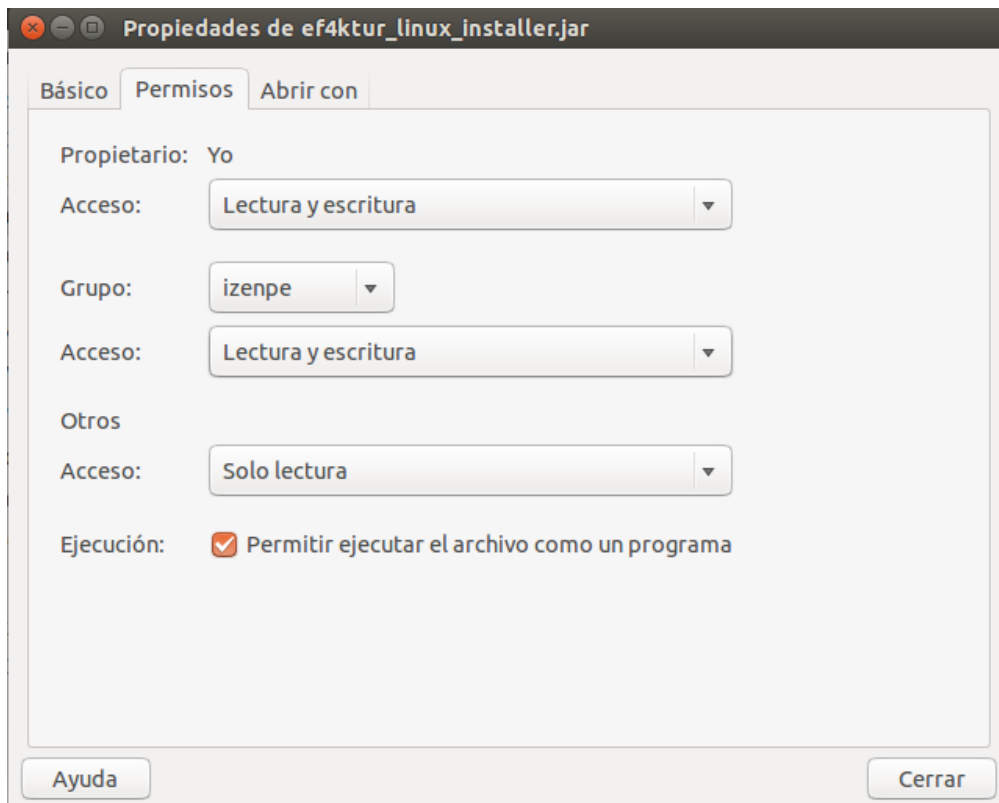 Propiedades de ef4ktur_linux_installer.jar
Básico Permisos Abrir con
Propietario: Yo
Acceso: Lectura y escritura
Grupo: izenpe
Acceso: Lectura y escritura
Otros
Acceso: Solo lectura
Ejecución: Permitir ejecutar el archivo como un programa
Ayuda Cerrar